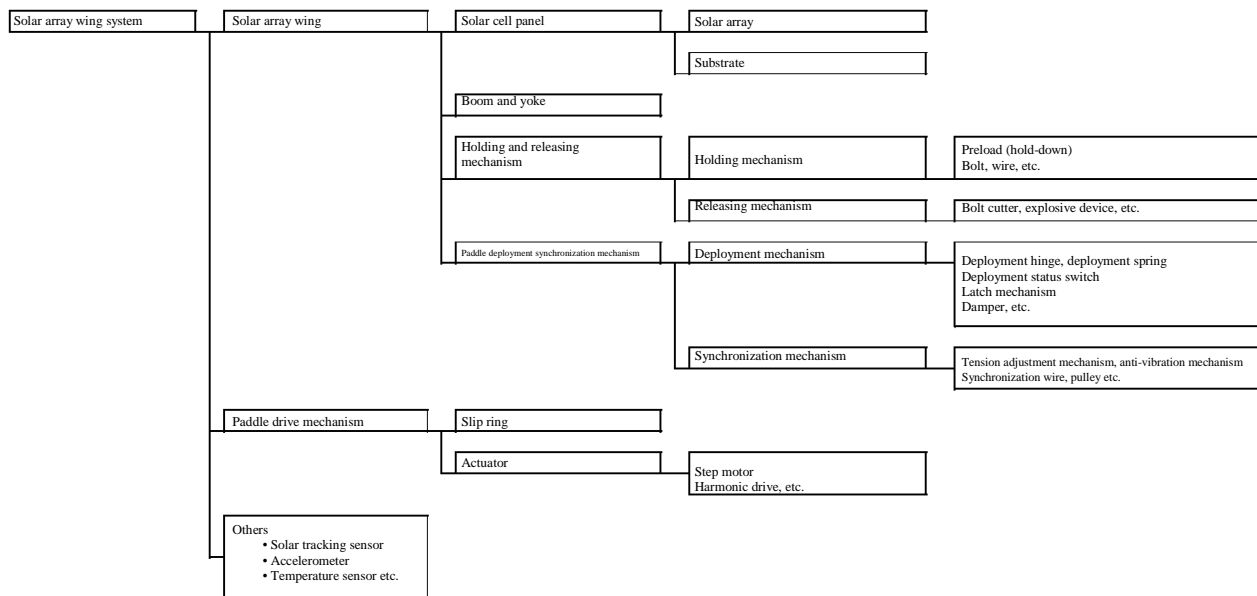 Solar array wing system
Solar array wing
Solar cell panel
Solar array
Substrate
Boom and yoke
Holding and releasing
mechanism
Holding mechanism
Preload (hold-down)
Bolt, wire, etc.
Releasing mechanism
Bolt cutter, explosive device, etc.
Paddle deployment synchronization mechanism
Deployment mechanism
Deployment hinge, deployment spring
Deployment status switch
Latch mechanism
Damper, etc.
Synchronization mechanism
Tension adjustment mechanism, anti-vibration mechanism
Synchronization wire, pulley etc.
Paddle drive mechanism
Slip ring
Actuator
Step motor
Harmonic drive, etc.
Others
• Solar tracking sensor
• Accelerometer
• Temperature sensor etc.